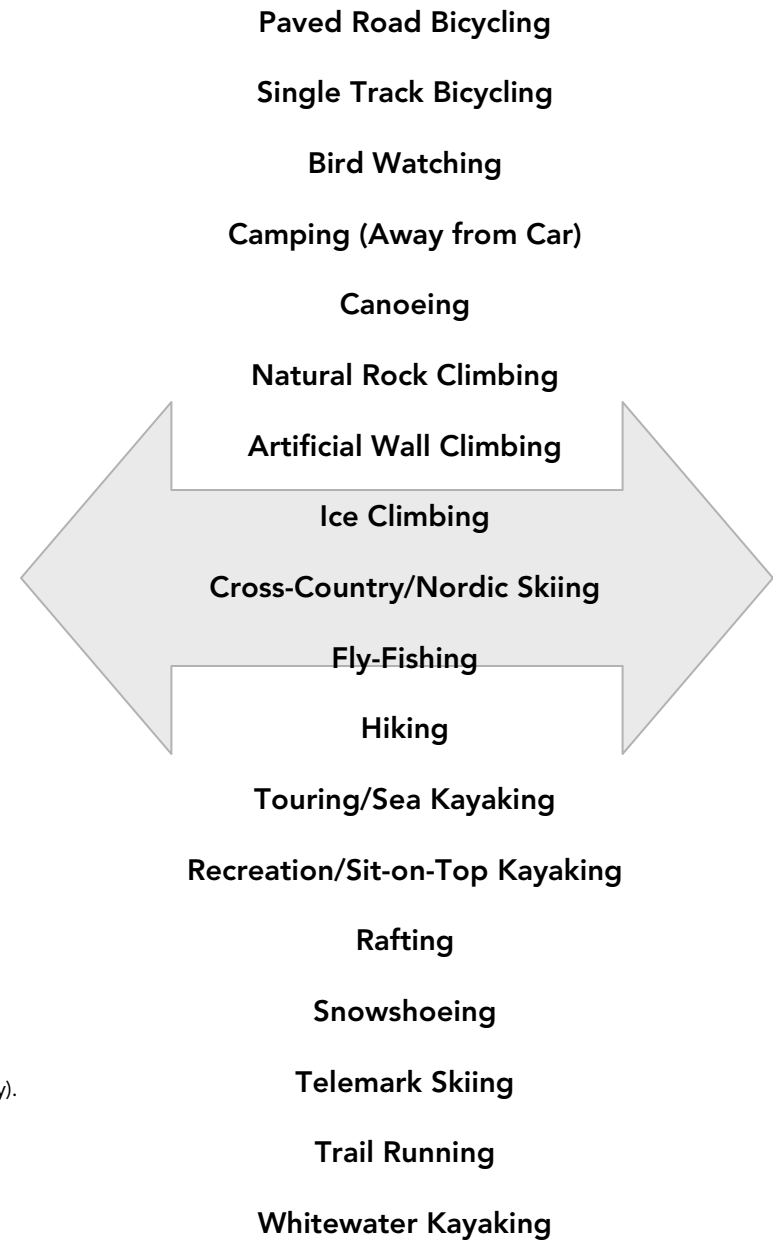 Paved Road Bicycling
Single Track Bicycling
Bird Watching
Camping (Away from Car)
Canoeing
Natural Rock Climbing
Artificial Wall Climbing
Ice Climbing
Cross-Country/Nordic Skiing
Fly-Fishing
Hiking
Touring/Sea Kayaking
Recreation/Sit-on-Top Kayaking
Rafting
Snowshoeing
Telemark Skiing
Trail Running
Whitewater Kayaking